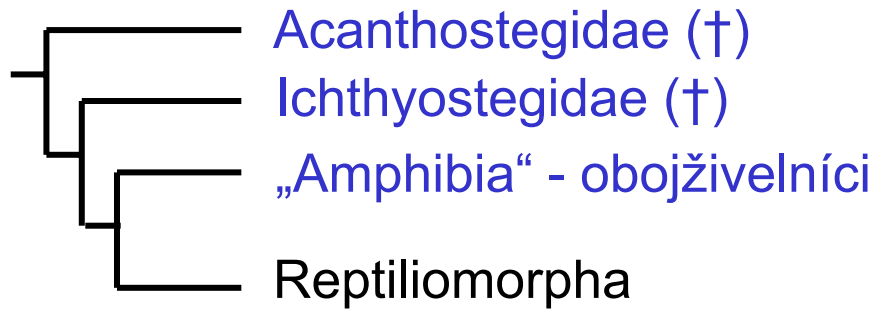 Acanthostegidae (†)
Ichthyostegidae (†)
„Amphibia“ - obojživelníci
Reptiliomorpha